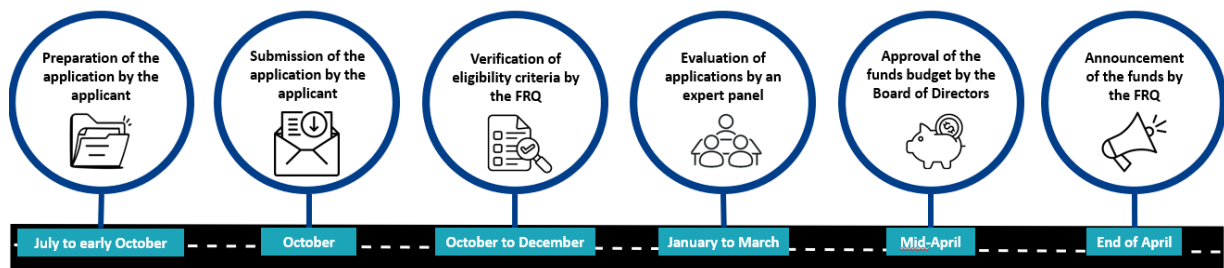 Preparation of the
application by the
applicant
Submission of the
application by the
applicant
Verification of
eligibility criteria by
the FRQ
Evaluation of
applications by an
expert panel
Approval of the
funds budget by the
Board of Directors
Announcement
of the funds by
the FRQ
July to early October
October
October to December
January to March
Mid-April
End of April